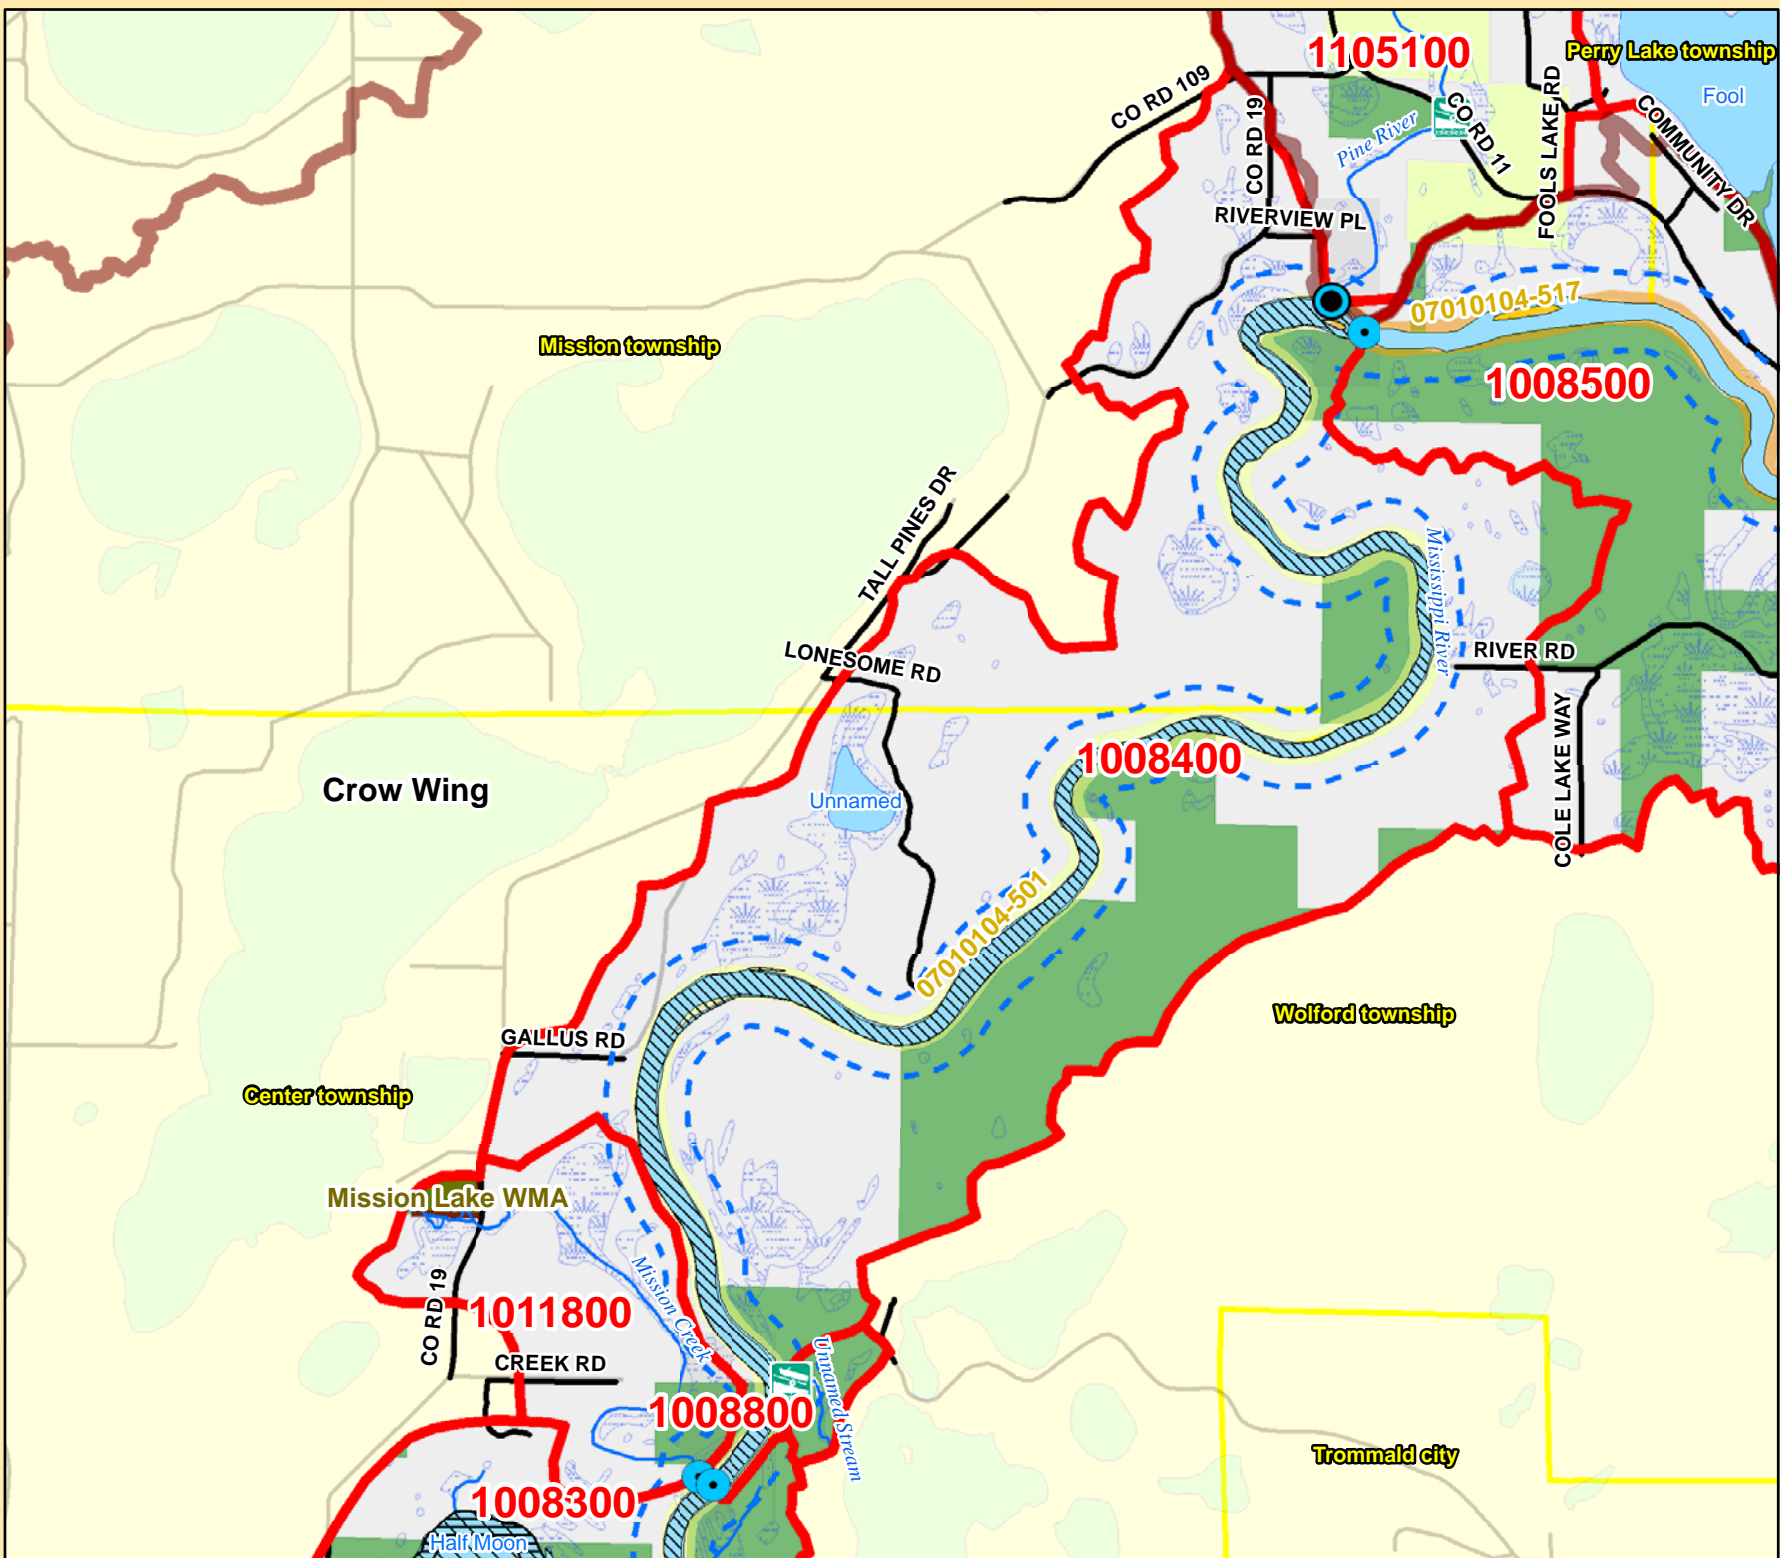 1105100
Perry Lake township
Fool
CO RD 109
CO RD 19
Pine River
CO RD 11
FOOLS LAKE RD
COMMUNITY DR
RIVERVIEW PL
07010104-517
Mission township
1008500
TALL PINES DR
Mississippi River
LONESOME RD
RIVER RD
COLE LAKE WAY
1008400
Crow Wing
Unnamed
07010104-501
Wolford township
GALLUS RD
Center township
Mission Lake WMA
Mission Creek
CO RD 19
1011800
CREEK RD
Unnamed Stream
1008800
Trommald city
1008300
Half Moon